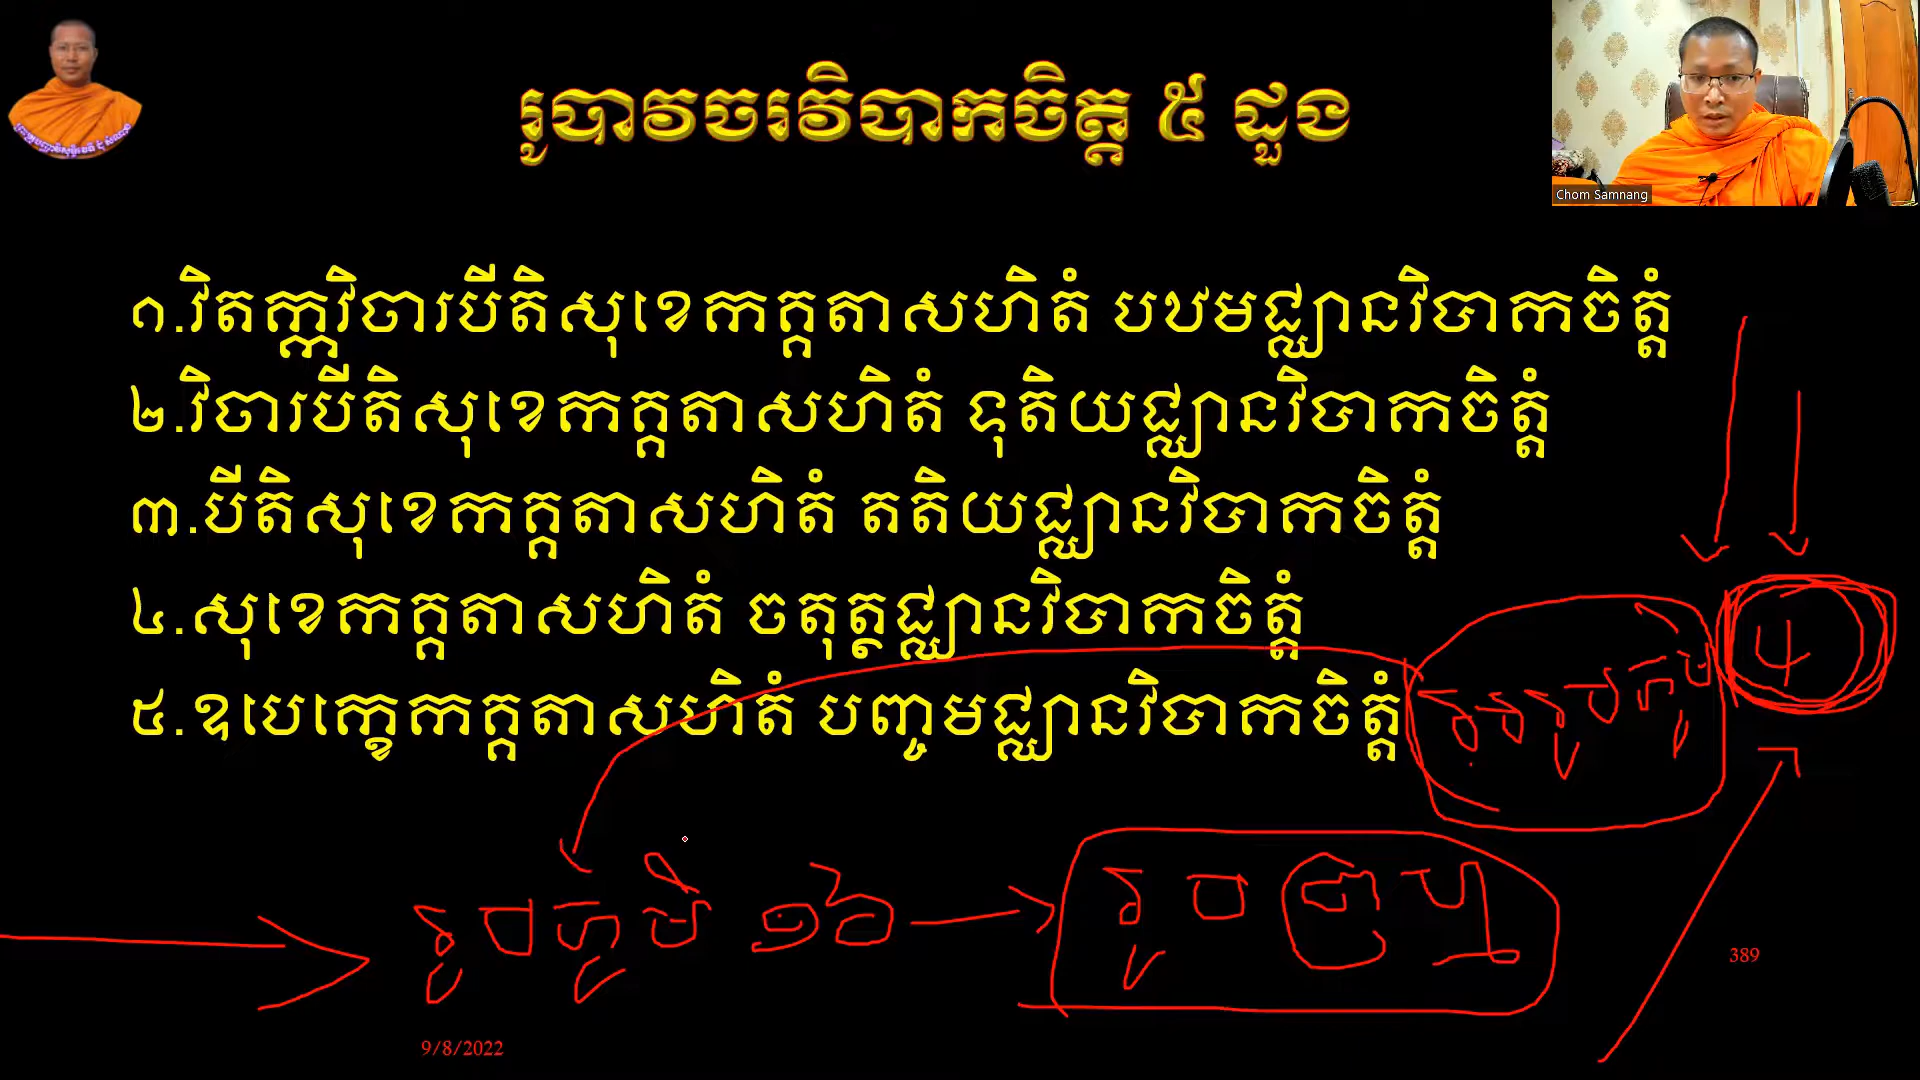 រូបាវចរវិបាកចិត្ត ៥ ដួង
Chom Samnang
១.វិតក្កវិចារបីតិសុខេកគ្គតាសហិតំ បឋមជ្ឈានវិបាកចិត្តំ
២.វិចារបីតិសុខេកគ្គតាសហិតំ ទុតិយជ្ឈានវិបាកចិត្តំ
៣.បីតិសុខេកគ្គតាសហិតំ តតិយជ្ឈានវិបាកចិត្តំ
៤.សុខេកគ្គតាសហិតំ ចតុត្ថជ្ឈានវិបាកចិត្តំ
៥.ឧបេក្ខេកគ្គតាសហិតំ បញ្ចមជ្ឈានវិបាកចិត្តំ
រូបភូមិ ១៦
389
9/8/2022